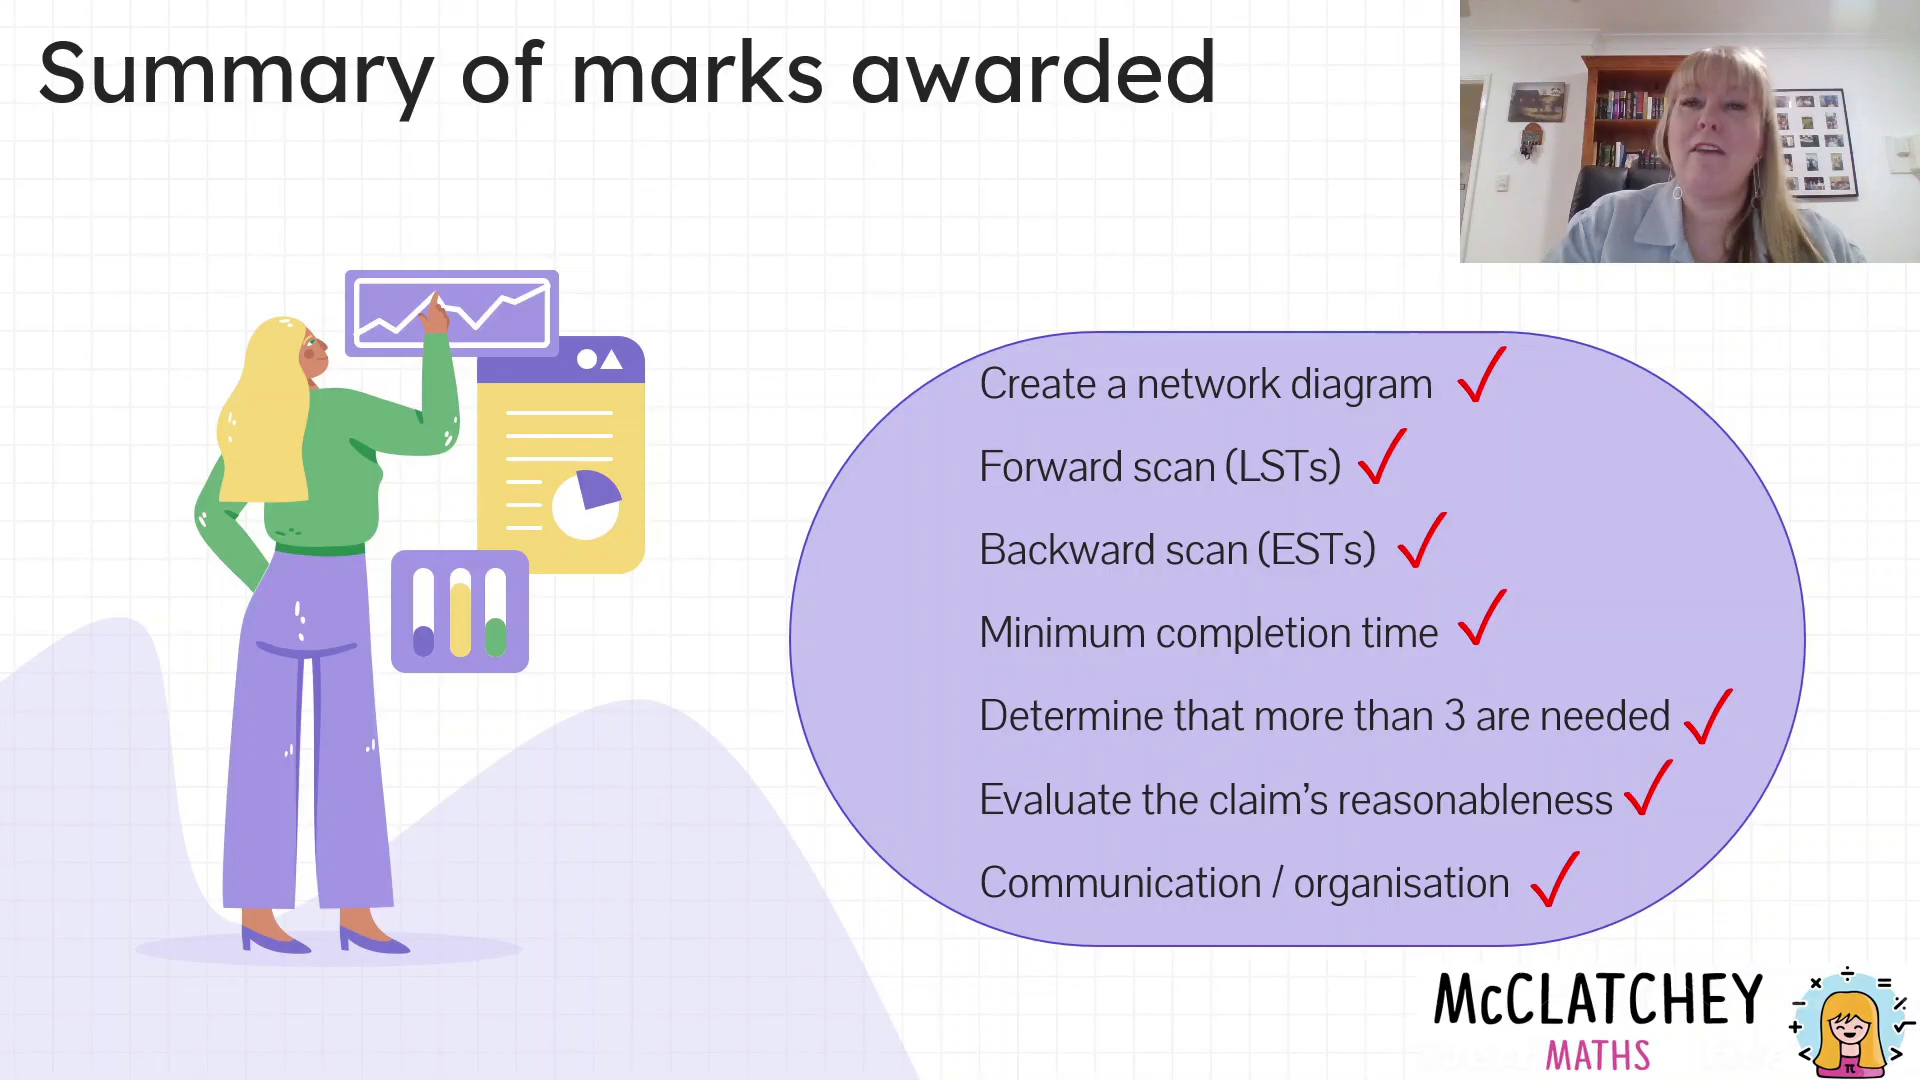 Summary of marks awarded
Create a network diagram
Forward scan (LSTs)
Backward scan (ESTs)
Minimum completion time
Determine that more than 3 are needed
Evaluate the claim’s reasonableness
Communication / organisation
McCLATCHEY
MATHS